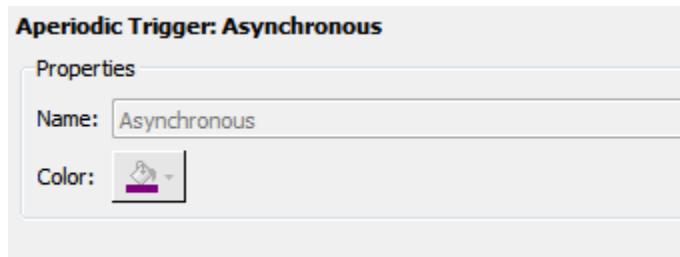 Aperiodic Trigger: Asynchronous
Properties
Name: Asynchronous
Color: